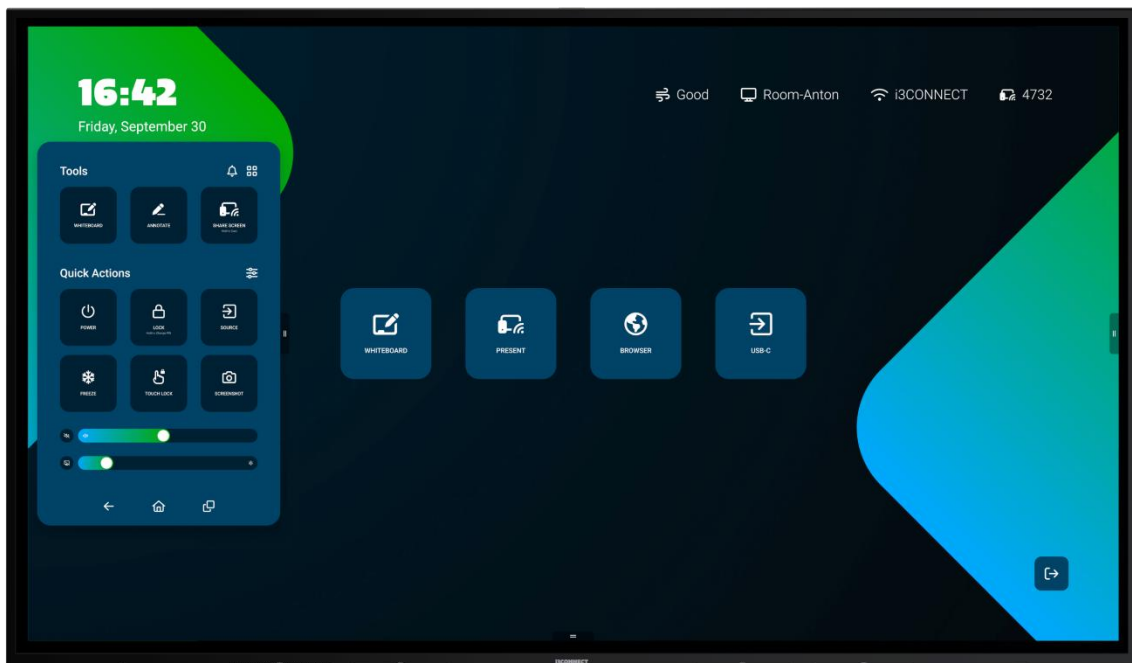 16:42
Friday, September 30
Good
Room-Anton
i3CONNECT
4732
Tools
WHITEBOARD
ANNOTATE
SHARE SCREEN
Quick Actions
POWER
LOCK
SOURCE
FREEZE
TOUCH LOCK
SCREENSHOT
WHITEBOARD
PRESENT
BROWSER
USB-C
i3CONNECT